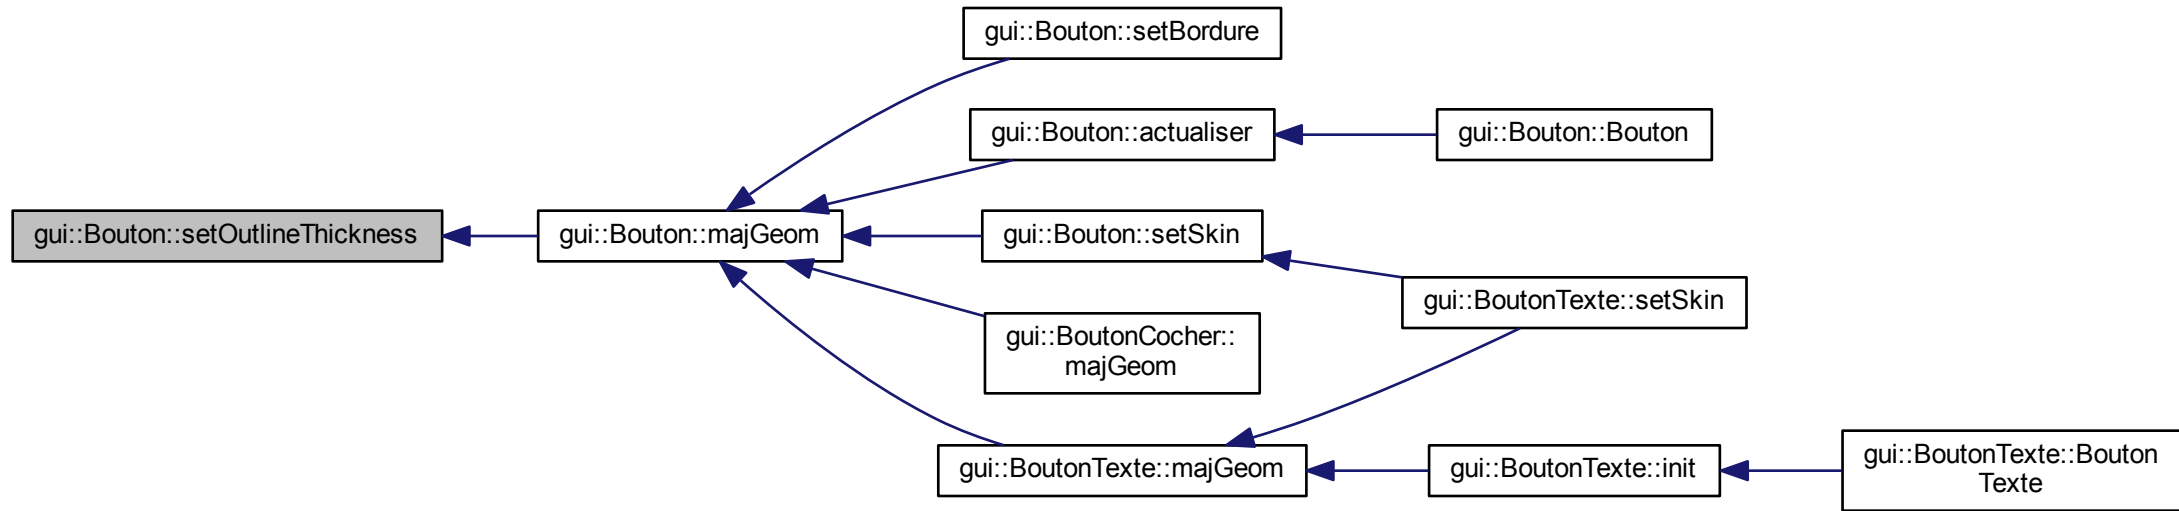 gui::Bouton::setBordure
gui::Bouton::actualiser
gui::Bouton::Bouton
gui::Bouton::setOutlineThickness
gui::Bouton::majGeom
gui::Bouton::setSkin
gui::BoutonTexte::setSkin
gui::BoutonCocher::
majGeom
gui::BoutonTexte::majGeom
gui::BoutonTexte::init
gui::BoutonTexte::Bouton
Texte